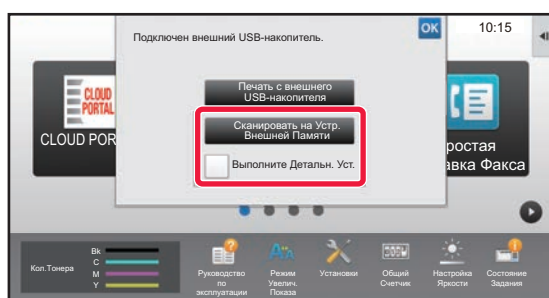 Подключен внешний USB-накопитель.
OK
10:15
Печать с внешнего
USB-накопителя
CLOUD
PORTAL
Сканировать на Устр.
Внешней Памяти
CLOUD POR
ростая
авка Факса
Выполните Детальн. Уст.
Кол.Тонера
Bk
C
M
Y
Руководство
по
эксплуатации
Режим
Увелич.
Показа
Установки
Общий
Счетчик
Настройка
Яркости
Состояние
Задания